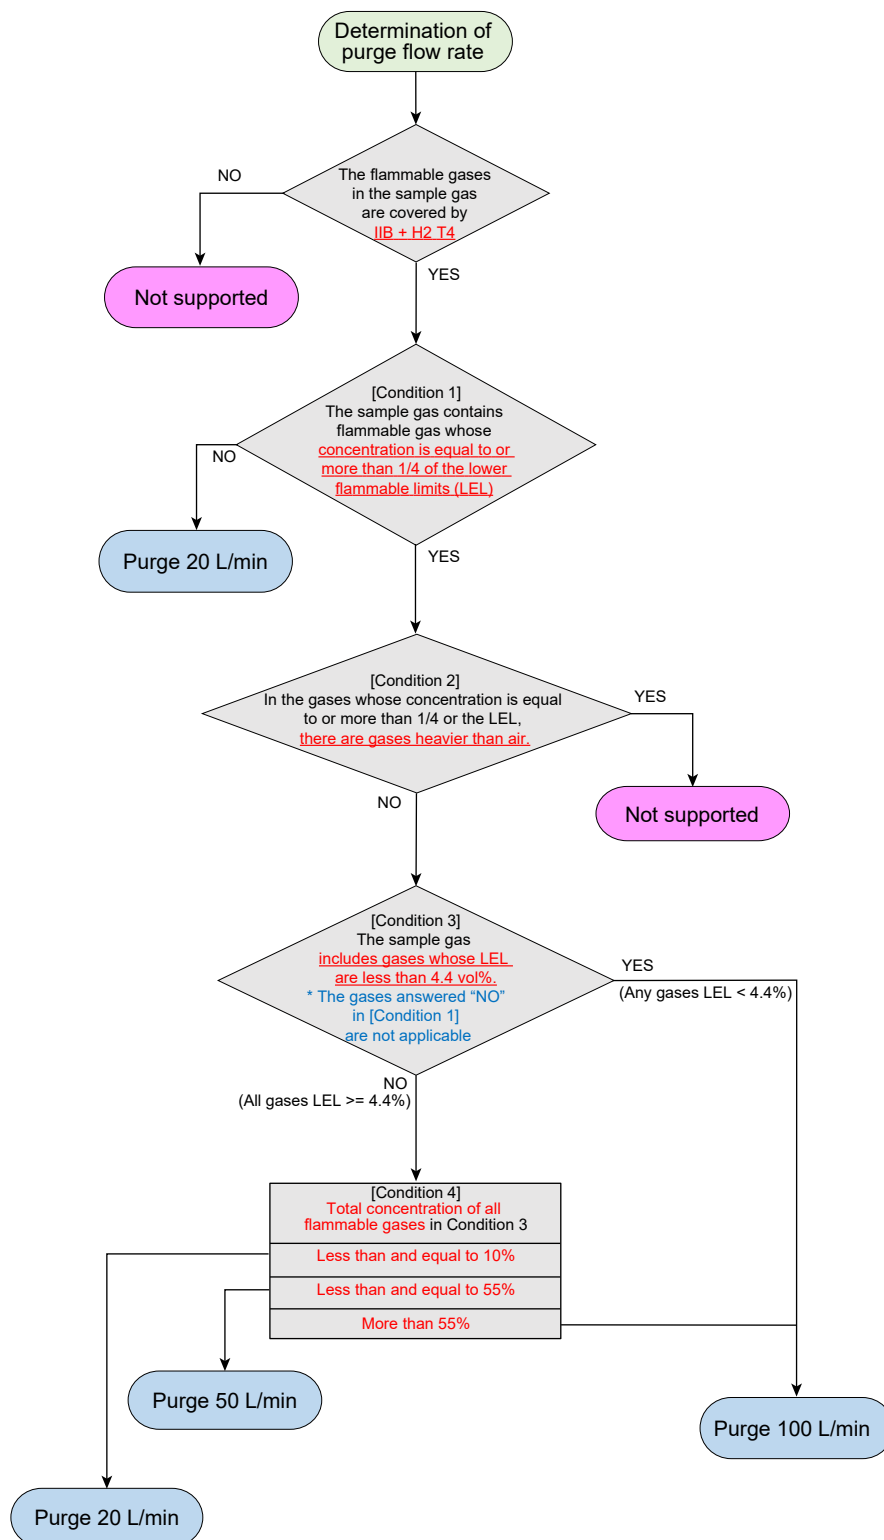 Determination of
purge flow rate
The flammable gases
in the sample gas
are covered by
IIB + H2 T4
NO
YES
Not supported
[Condition 1]
The sample gas contains
flammable gas whose
concentration is equal to or
more than 1/4 of the lower
flammable limits (LEL)
NO
YES
Purge 20 L/min
[Condition 2]
In the gases whose concentration is equal
to or more than 1/4 or the LEL,
there are gases heavier than air.
YES
NO
Not supported
[Condition 3]
The sample gas
includes gases whose LEL
are less than 4.4 vol%.
* The gases answered “NO”
in [Condition 1]
are not applicable
YES
(Any gases LEL < 4.4%)
NO
(All gases LEL >= 4.4%)
[Condition 4]
Total concentration of all
flammable gases in Condition 3
Less than and equal to 10%
Less than and equal to 55%
More than 55%
Purge 50 L/min
Purge 100 L/min
Purge 20 L/min